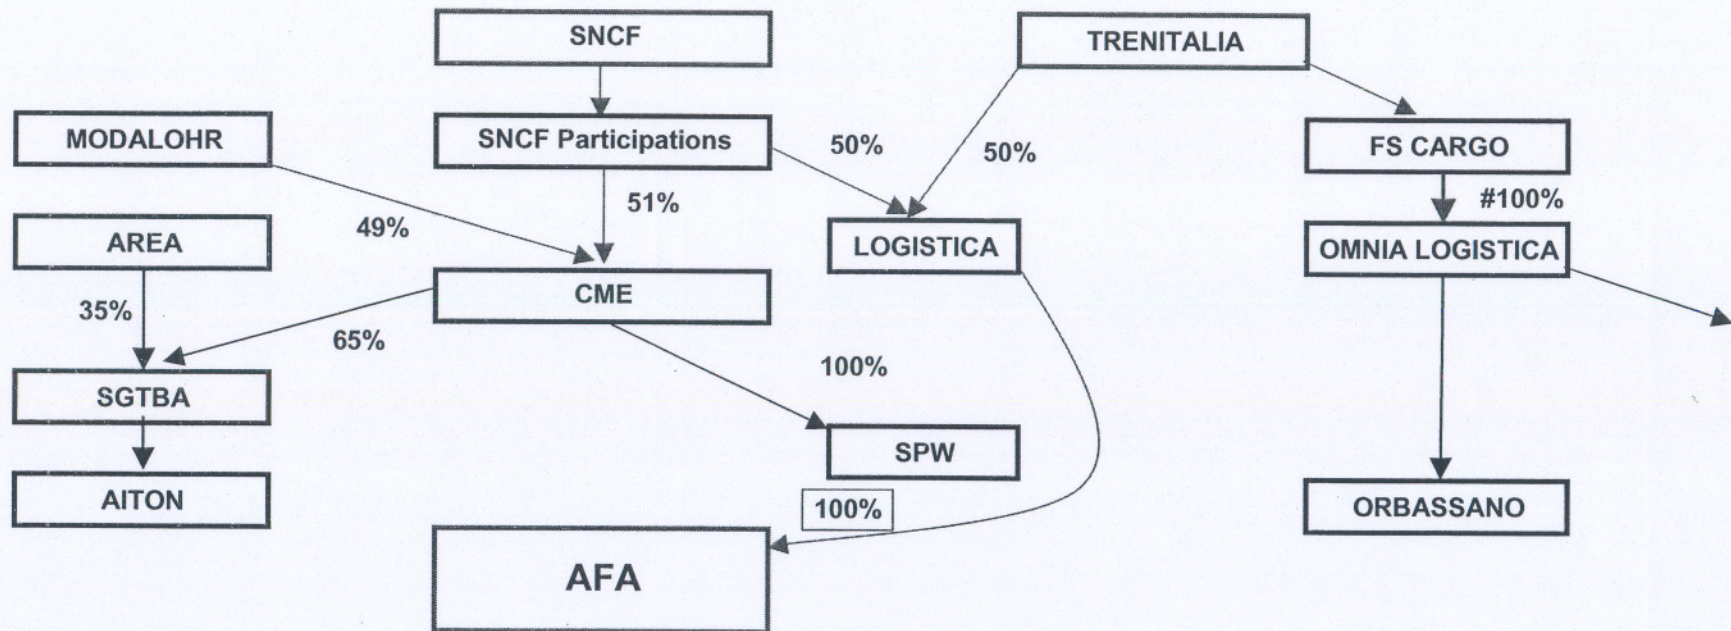 SNCF
TRENITALIA
MODALOHR
SNCF Participations
50%
50%
FS CARGO
51%
#100%
49%
AREA
LOGISTICA
OMNIA LOGISTICA
CME
35%
65%
100%
SGTBA
SPW
AITON
100%
ORBASSANO
AFA